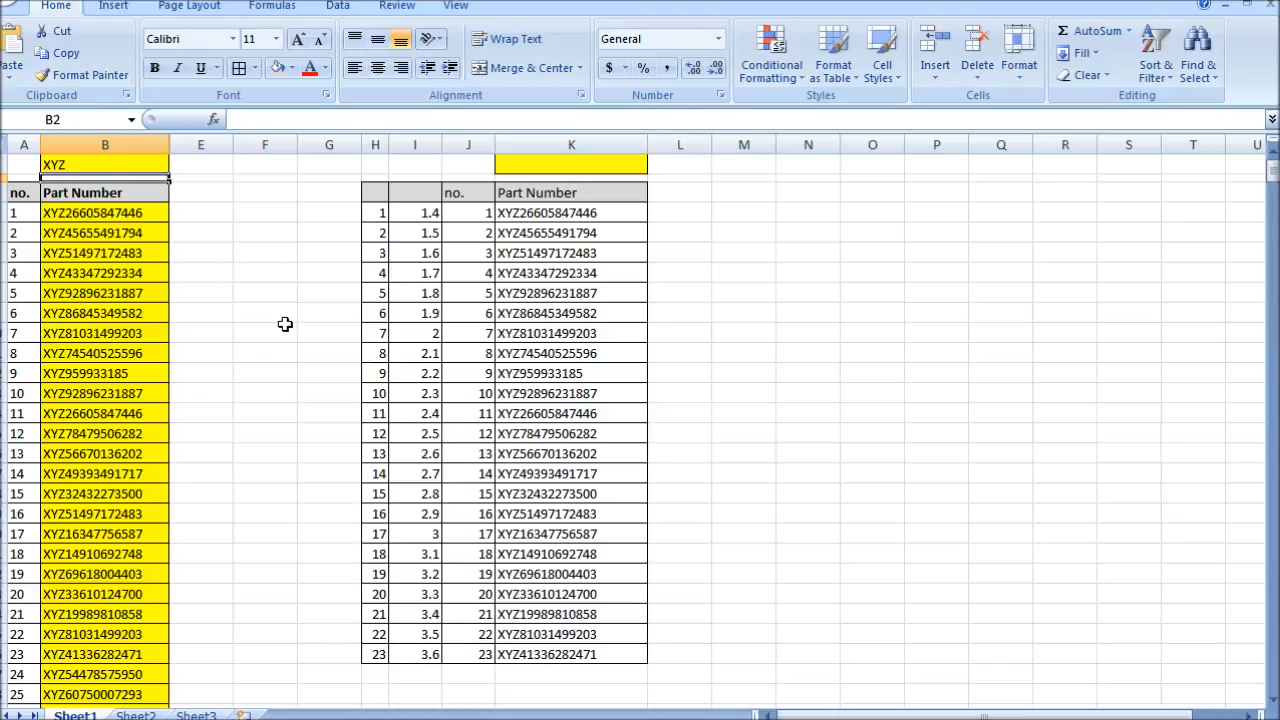 Home Insert Page Layout Formulas Data Review View
Cut
Copy
Format Painter
Clipboard
Calibri 11 A A
B I U A
Font
Wrap Text
Merge & Center
Alignment
General
$ % ,
Number
Conditional Formatting
Format as Table
Cell Styles
Styles
Insert Delete Format
Cells
Σ AutoSum
Fill
Clear
Sort & Filter
Find & Select
Editing
B2 fx
A B E F G H I J K L M N O P Q R S T U
XYZ
no. Part Number no. Part Number
1 XYZ26605847446 1 1.4 1 XYZ26605847446
2 XYZ45655491794 2 1.5 2 XYZ45655491794
3 XYZ51497172483 3 1.6 3 XYZ51497172483
4 XYZ43347292334 4 1.7 4 XYZ43347292334
5 XYZ92896231887 5 1.8 5 XYZ92896231887
6 XYZ86845349582 6 1.9 6 XYZ86845349582
7 XYZ81031499203 7 2 7 XYZ81031499203
8 XYZ74540525596 8 2.1 8 XYZ74540525596
9 XYZ959933185 9 2.2 9 XYZ959933185
10 XYZ92896231887 10 2.3 10 XYZ92896231887
11 XYZ26605847446 11 2.4 11 XYZ26605847446
12 XYZ78479506282 12 2.5 12 XYZ78479506282
13 XYZ56670136202 13 2.6 13 XYZ56670136202
14 XYZ49393491717 14 2.7 14 XYZ49393491717
15 XYZ32432273500 15 2.8 15 XYZ32432273500
16 XYZ51497172483 16 2.9 16 XYZ51497172483
17 XYZ16347756587 17 3 17 XYZ16347756587
18 XYZ14910692748 18 3.1 18 XYZ14910692748
19 XYZ69618004403 19 3.2 19 XYZ69618004403
20 XYZ33610124700 20 3.3 20 XYZ33610124700
21 XYZ19989810858 21 3.4 21 XYZ19989810858
22 XYZ81031499203 22 3.5 22 XYZ81031499203
23 XYZ41336282471 23 3.6 23 XYZ41336282471
24 XYZ54478575950
25 XYZ60750007293
Sheet1 Sheet2 Sheet3